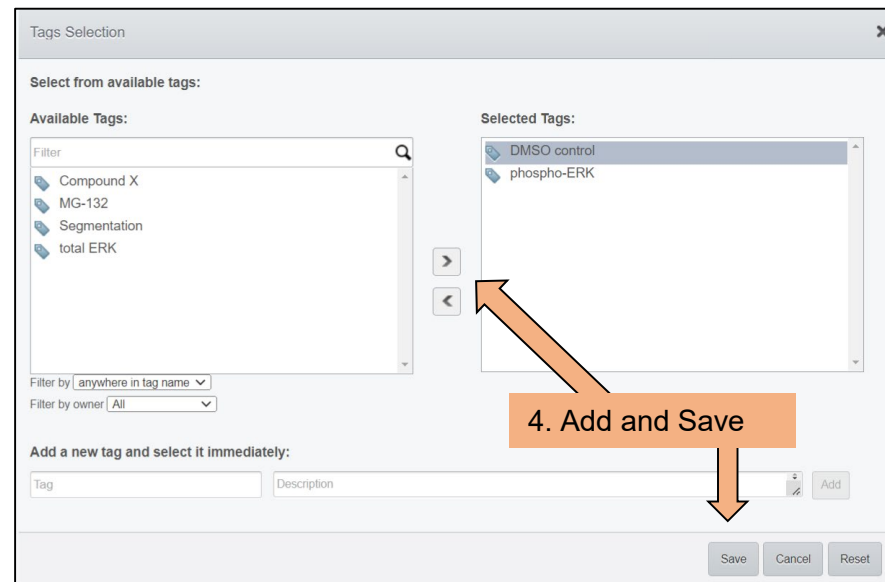 Tags Selection
Select from available tags:
Available Tags:
Selected Tags:
Filter
Compound X
MG-132
Segmentation
total ERK
DMSO control
phospho-ERK
Filter by anywhere in tag name
Filter by owner All
4. Add and Save
Add a new tag and select it immediately:
Tag Description Add
Save Cancel Reset